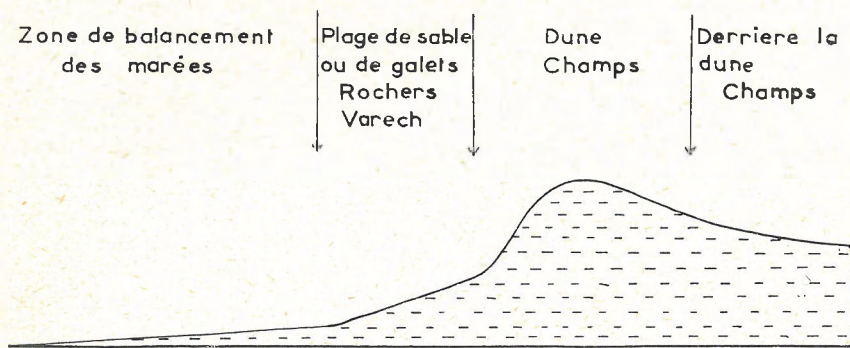 Zone de balancement
des marées
Plage de sable
ou de galets
Rochers
Varech
Dune
Champs
Derriere la
dune
Champs